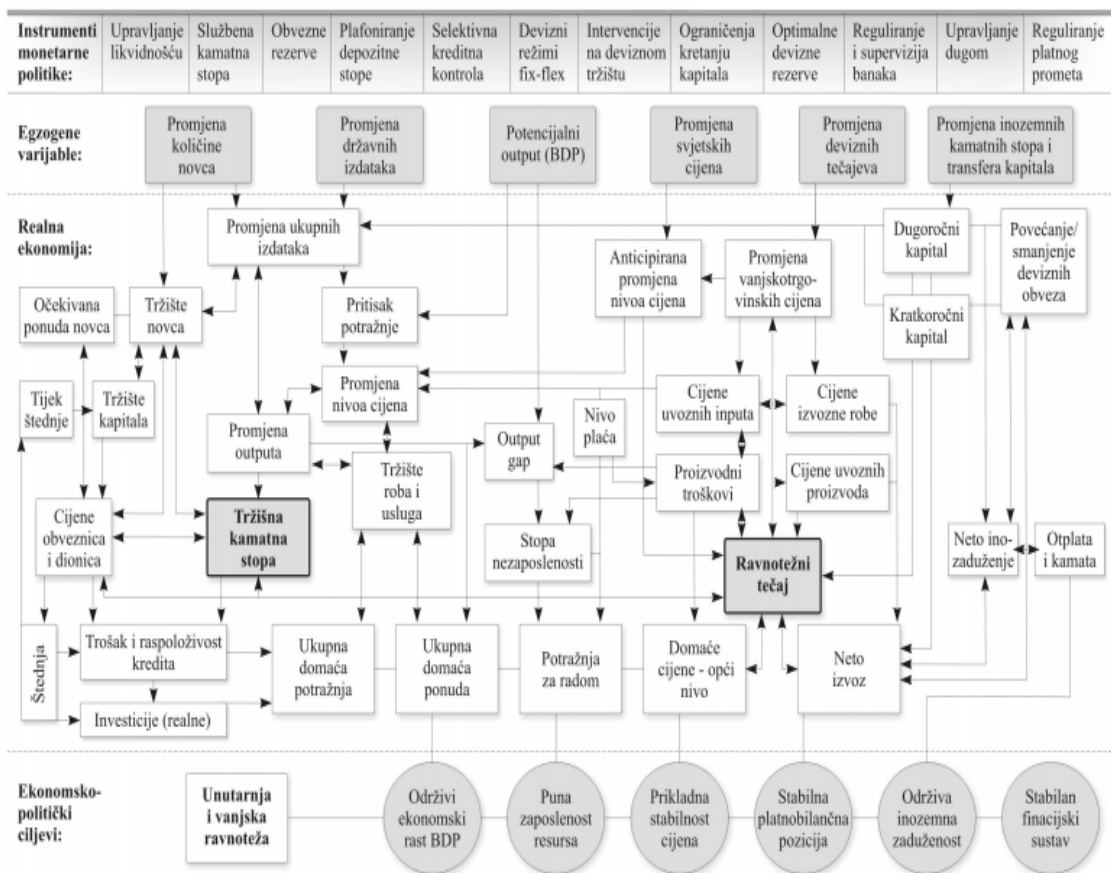 Instrumenti
monetarne
politike:
Upravljanje
likvidnošću
Službena
kamatna
stopa
Obvezne
rezerve
Plafoniranje
depozitne
stope
Selektivna
kreditna
kontrola
Devizni
režimi
fix-flex
Intervencije
na deviznom
tržištu
Ograničenja
kretanju
kapitala
Optimalne
devizne
rezerve
Reguliranje
i supervizija
banaka
Upravljanje
dugom
Reguliranje
platnog
prometa
Egzogene
varijable:
Promjena
količine
novca
Promjena
državnih
izdataka
Potencijalni
output (BDP)
Promjena
svjetskih
cijena
Promjena
deviznih
tečajeva
Promjena inozemnih
kamatnih stopa i
transfera kapitala
Realna
ekonomija:
Promjena ukupnih
izdataka
Anticipirana
promjena
nivoa cijena
Promjena
vanjskotrgo-
vinskih cijena
Dugoročni
kapital
Povećanje/
smanjenje
deviznih
obveza
Očekivana
ponuda novca
Tržište
novca
Pritisak
potražnje
Kratkoročni
kapital
Tijek
štednje
Tržište
kapitala
Promjena
nivoa cijena
Nivo
plaća
Cijene
uvoznih inputa
Cijene
izvozne robe
Promjena
outputa
Output
gap
Tržište
roba i
usluga
Proizvodni
troškovi
Cijene uvoznih
proizvoda
Cijene
obveznica
i dionica
Tržišna
kamatna
stopa
Stopa
nezaposlenosti
Ravnotežni
tečaj
Neto ino-
zaduženje
Otplata
i kamata
Štednja
Trošak i raspoloživost
kredita
Investicije (realne)
Ukupna
domaća
potražnja
Ukupna
domaća
ponuda
Potražnja
za radom
Domaće
cijene - opći
nivo
Neto
izvoz
Ekonomsko-
politički
ciljevi:
Unutarnja
i vanjska
ravnoteža
Održivi
ekonomski
rast BDP
Puna
zaposlenost
resursa
Prikladna
stabilnost
cijena
Stabilna
platnobilančna
pozicija
Održiva
inozemna
zaduženost
Stabilan
finacijski
sustav